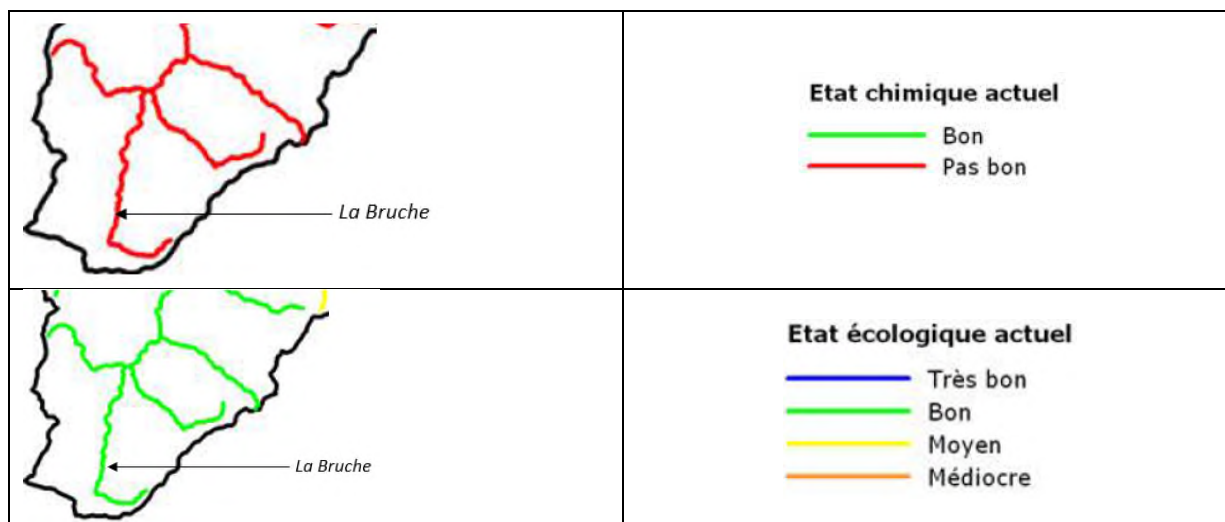 La Bruche
Etat chimique actuel
Bon
Pas bon
La Bruche
Etat écologique actuel
Très bon
Bon
Moyen
Médiocre